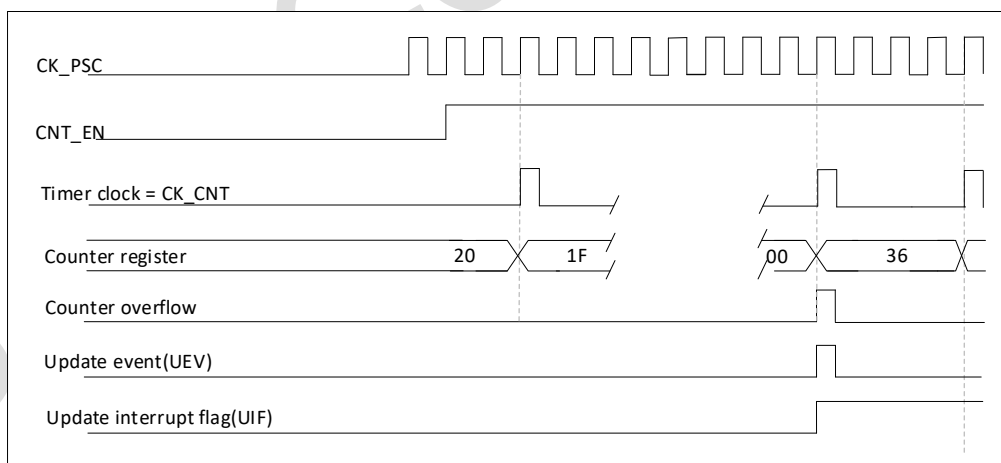 CK_PSC
CNT_EN
Timer clock = CK_CNT
Counter register 20 1F 00 36
Counter overflow
Update event(UEV)
Update interrupt flag(UIF)